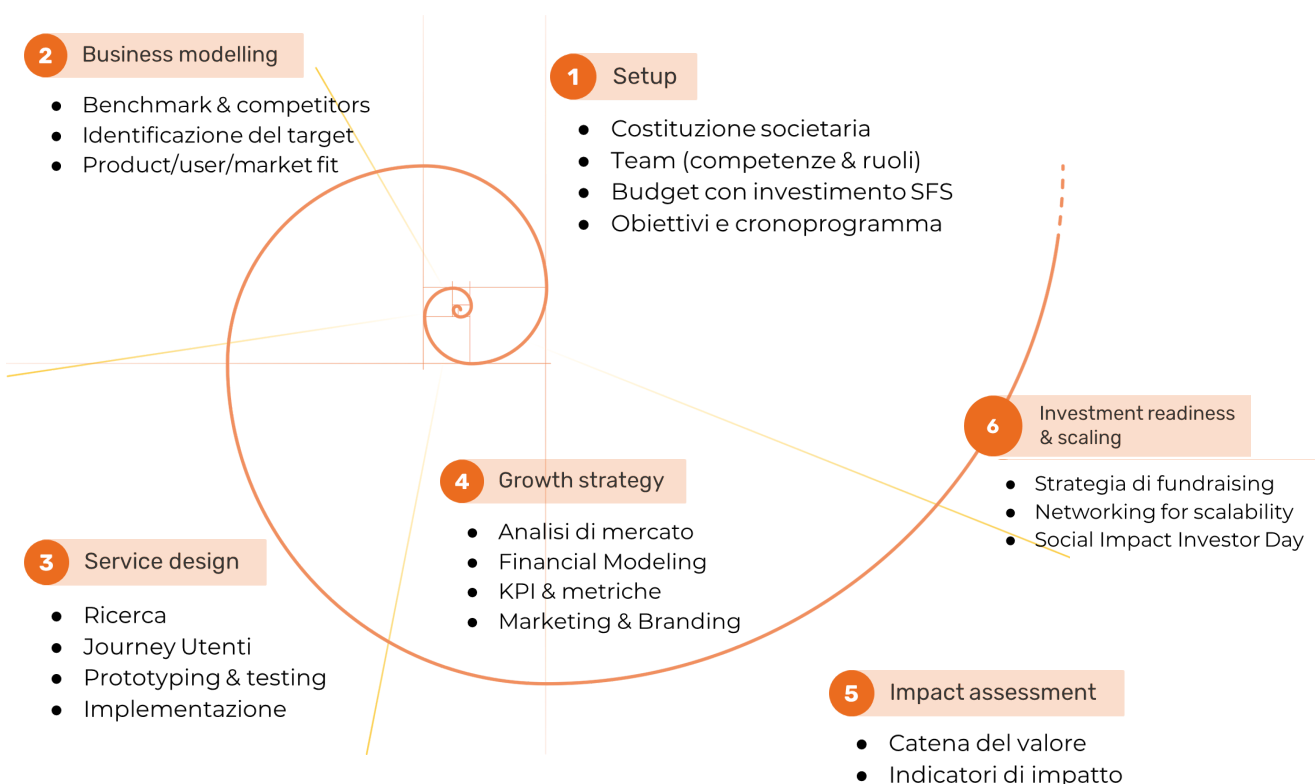 1 Setup
● Costituzione societaria
● Team (competenze & ruoli)
● Budget con investimento SFS
● Obiettivi e cronoprogramma
2 Business modelling
● Benchmark & competitors
● Identificazione del target
● Product/user/market fit
3 Service design
● Ricerca
● Journey Utenti
● Prototyping & testing
● Implementazione
4 Growth strategy
● Analisi di mercato
● Financial Modeling
● KPI & metriche
● Marketing & Branding
5 Impact assessment
● Catena del valore
● Indicatori di impatto
6 Investment readiness
& scaling
● Strategia di fundraising
● Networking for scalability
● Social Impact Investor Day